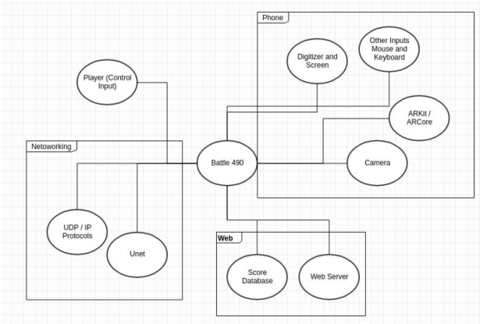 Phone
Digitizer and
Screen
Other Inputs
Mouse and
Keyboard
Player (Control
Input)
ARKit /
ARCore
Netoworking
Battle 490
Camera
UDP / IP
Protocols
Unet
Web
Score
Database
Web Server